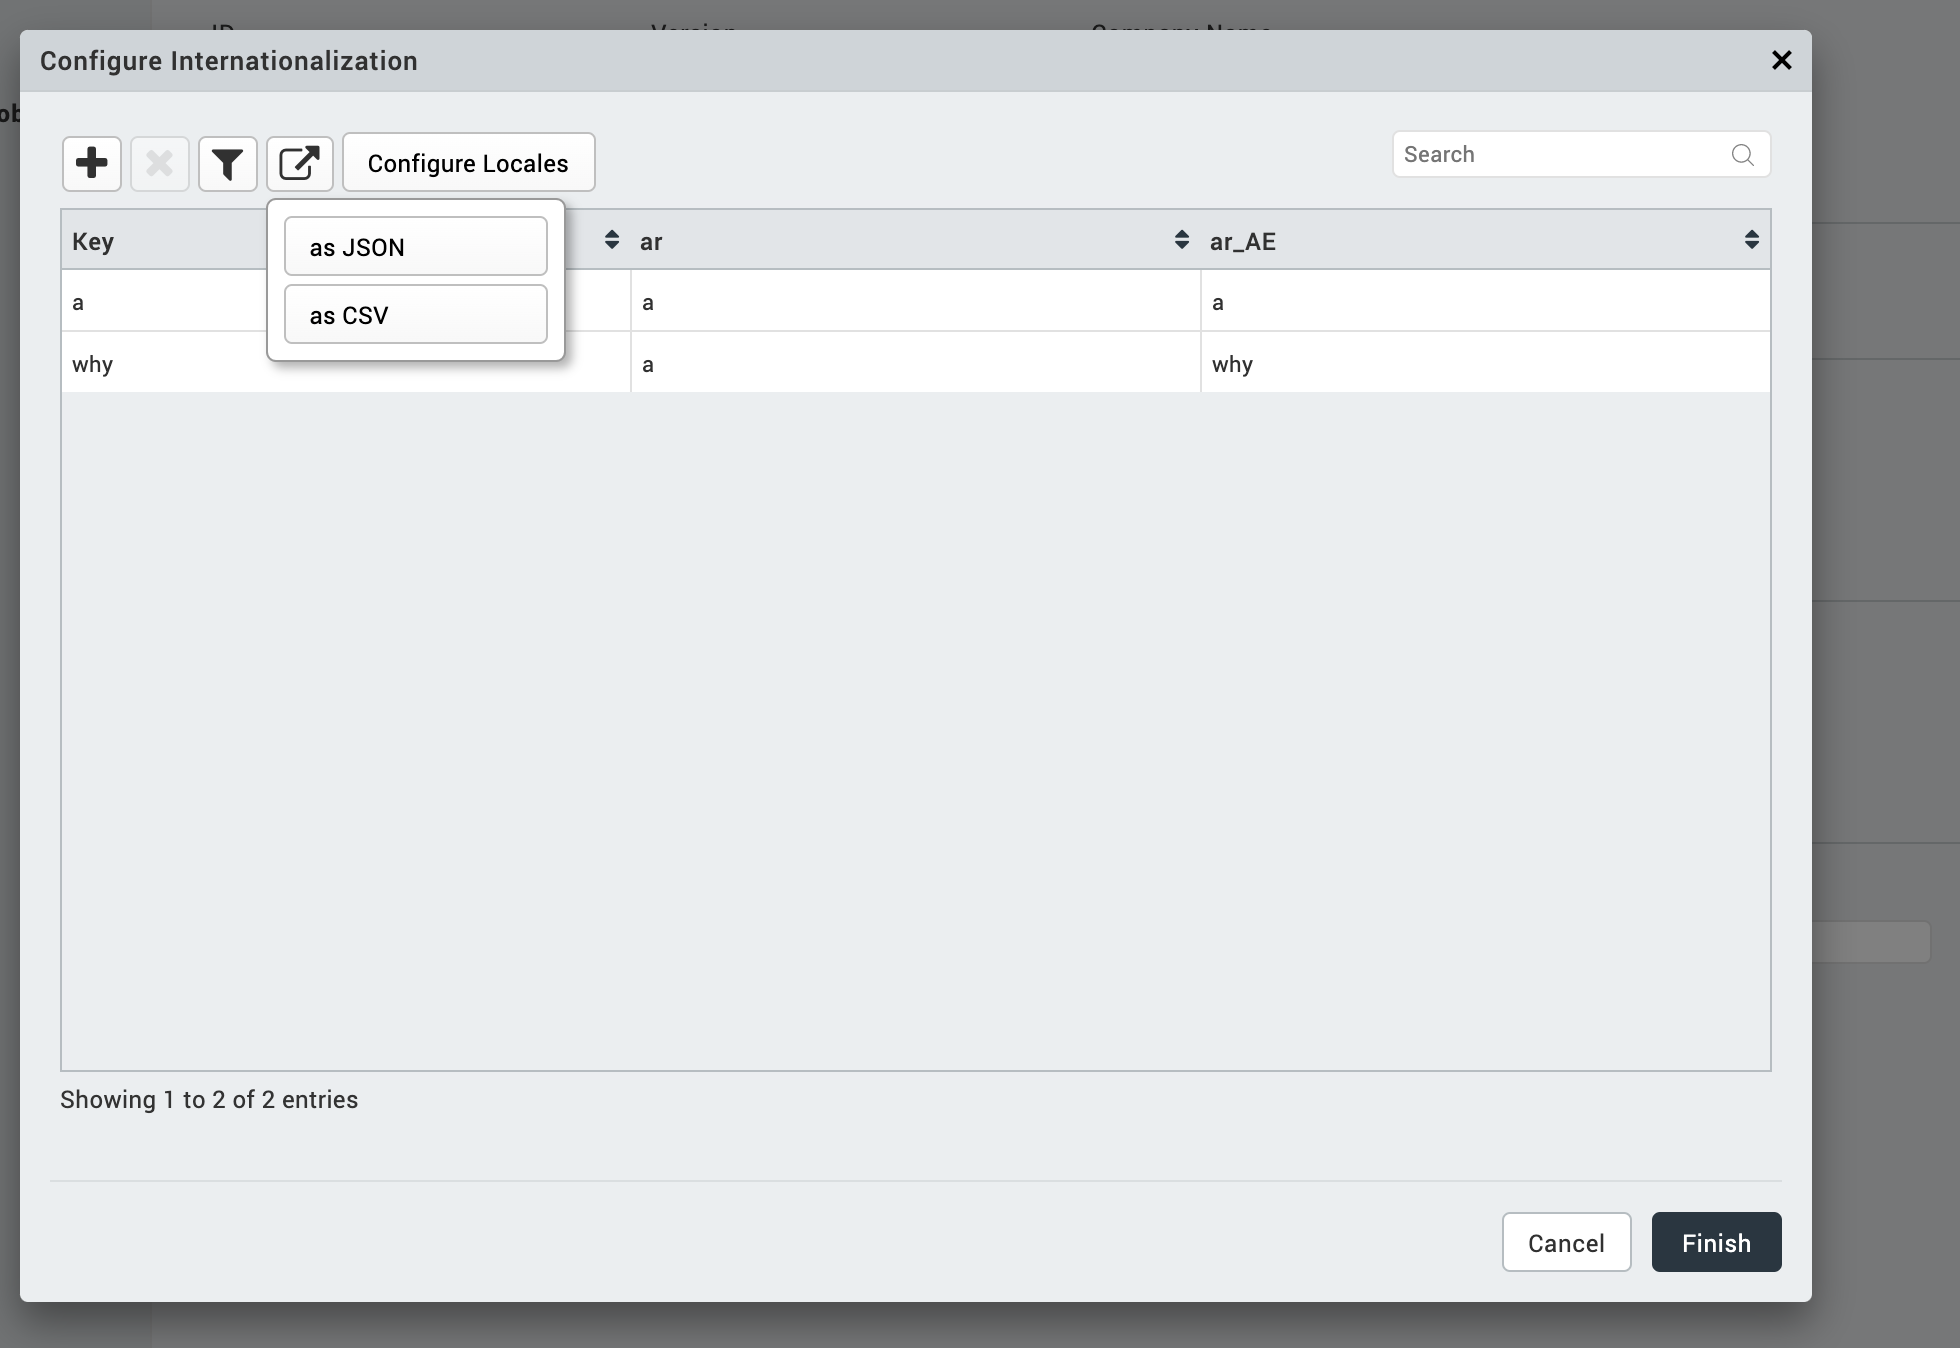 Configure Internationalization
Configure Locales
Search
as JSON
as CSV
Key ar ar_AE
a a a
why a why
Showing 1 to 2 of 2 entries
Cancel Finish